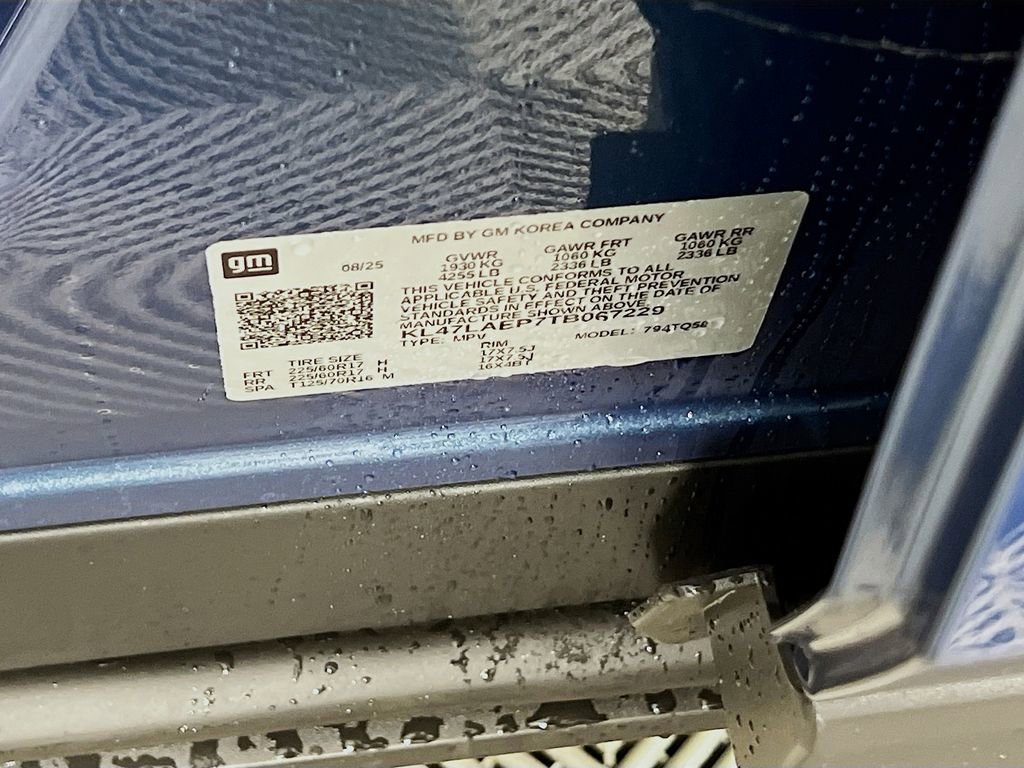 MFD BY GM KOREA COMPANY
gm 08/25
GVWR GAWR FRT GAWR RR
1930 KG 1060 KG 1060 KG
4255 LB 2336 LB 2336 LB
THIS VEHICLE CONFORMS TO ALL
APPLICABLE U.S. FEDERAL MOTOR
VEHICLE SAFETY AND THEFT PREVENTION
STANDARDS IN EFFECT ON THE DATE OF
MANUFACTURE SHOWN ABOVE.
KL47LAEP7TB067229
TYPE: MPV MODEL: 794TQ58
TIRE SIZE RIM
FRT 225/60R17 H 17X7.5J
RR 225/60R17 H 17X7.5J
SPA T125/70R16 M 16X4BT